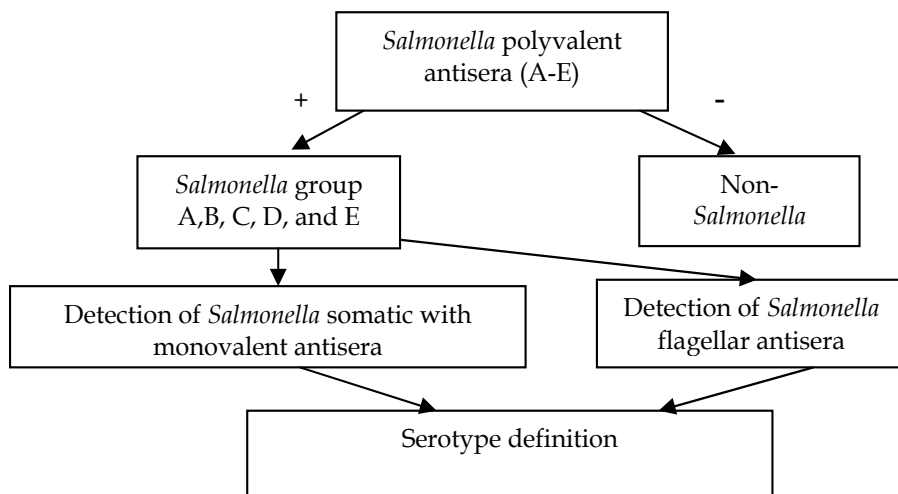 Salmonella polyvalent
antisera (A-E)
+
-
Salmonella group
A,B, C, D, and E
Non-
Salmonella
Detection of Salmonella somatic with
monovalent antisera
Detection of Salmonella
flagellar antisera
Serotype definition